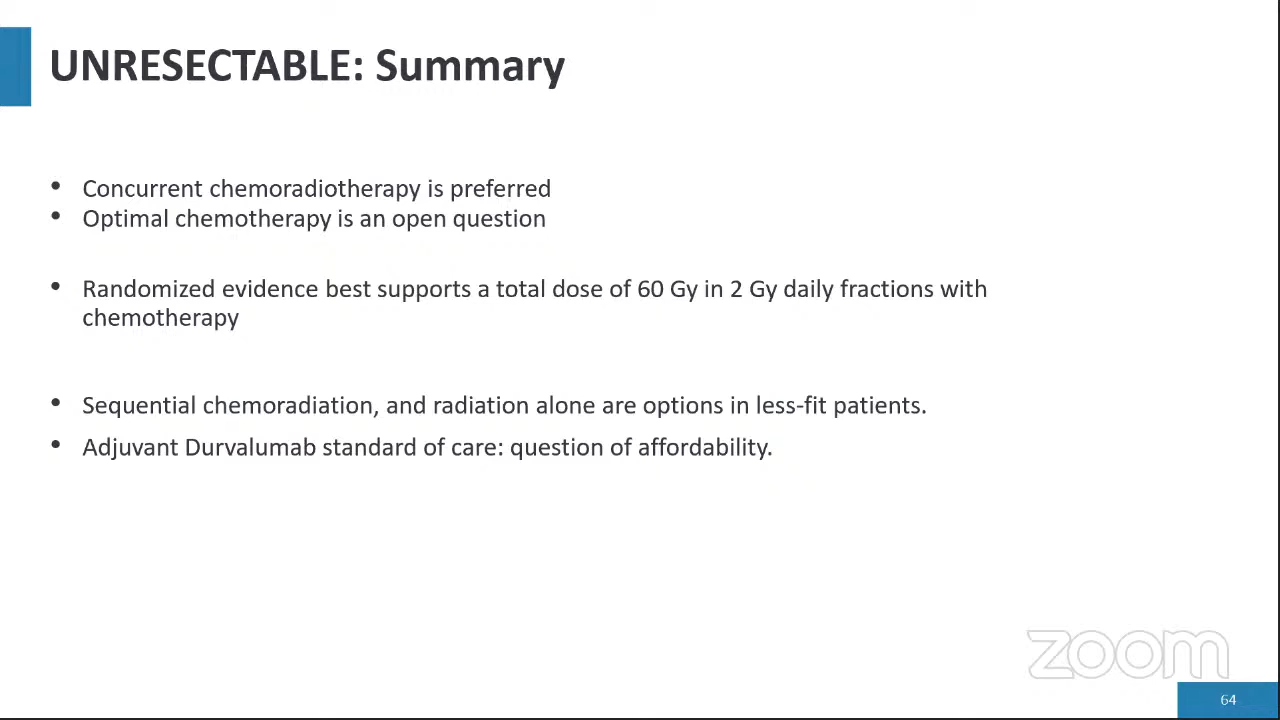 UNRESECTABLE: Summary
• Concurrent chemoradiotherapy is preferred
• Optimal chemotherapy is an open question
• Randomized evidence best supports a total dose of 60 Gy in 2 Gy daily fractions with
chemotherapy
• Sequential chemoradiation, and radiation alone are options in less-fit patients.
• Adjuvant Durvalumab standard of care: question of affordability.
zoom
64